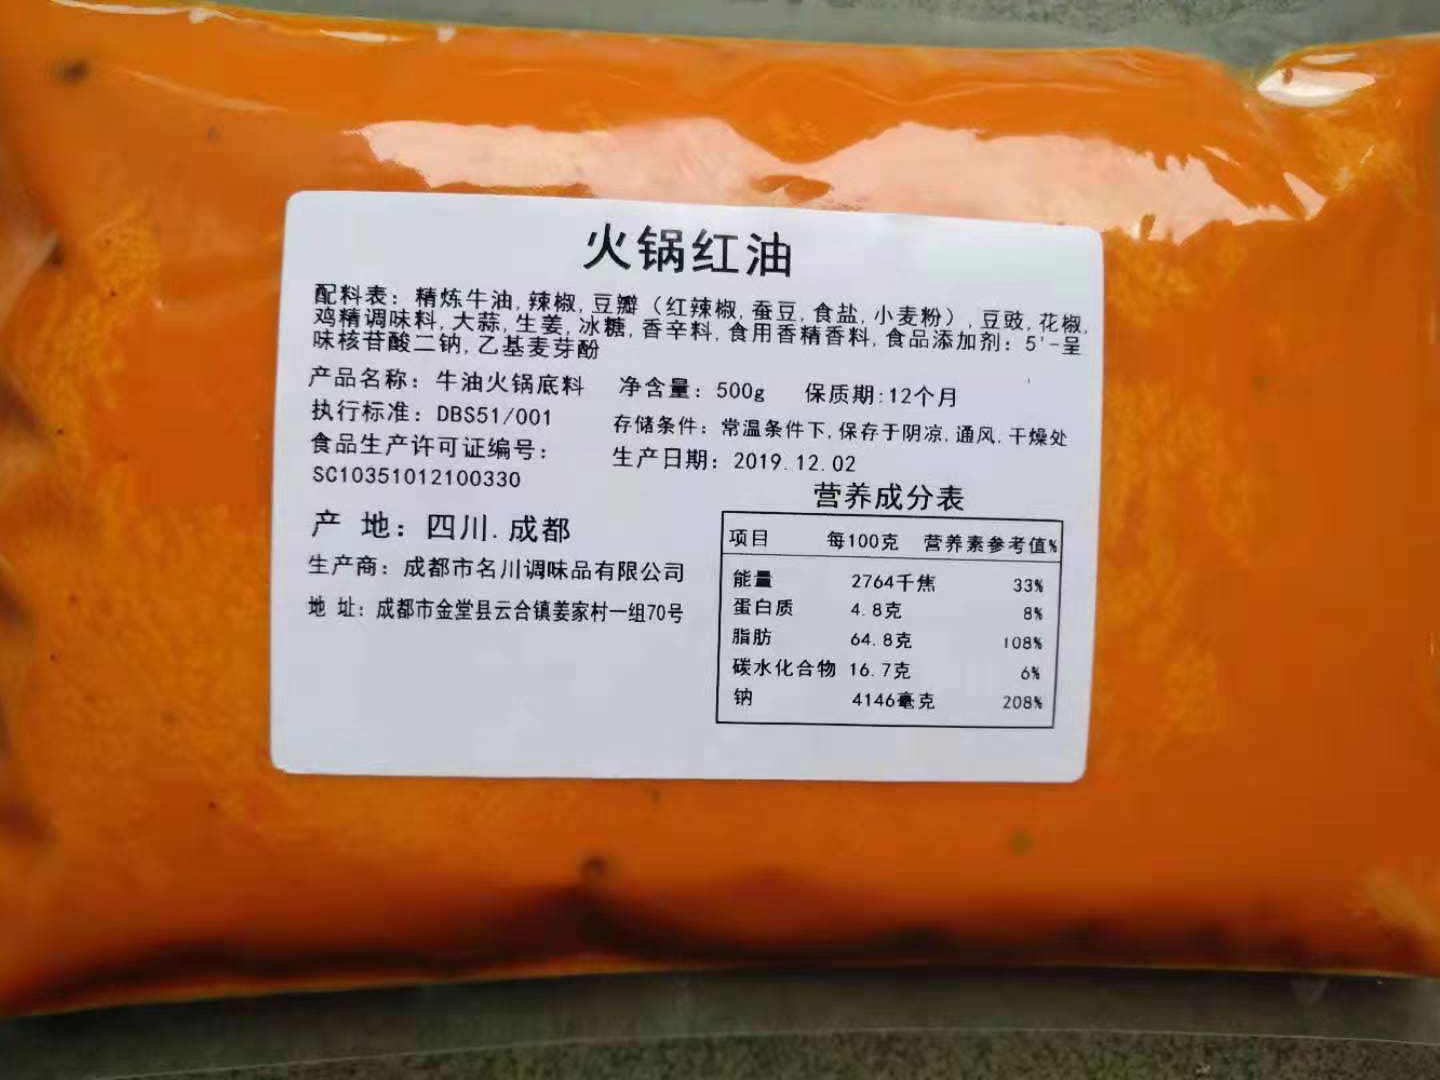 火锅红油
配料表：精炼牛油,辣椒,豆瓣（红辣椒,蚕豆,食盐,小麦粉）,豆豉,花椒,
鸡精调味料,大蒜,生姜,冰糖,香辛料,食用香精香料,食品添加剂：5'-呈
味核苷酸二钠,乙基麦芽酚
产品名称：牛油火锅底料 净含量：500g 保质期:12个月
执行标准：DBS51/001
存储条件：常温条件下,保存于阴凉,通风,干燥处
食品生产许可证编号：
SC10351012100330
生产日期：2019.12.02
产 地：四川.成都
生产商：成都市名川调味品有限公司
地 址：成都市金堂县云合镇姜家村一组70号
营养成分表
项目 每100克 营养素参考值%
能量 2764千焦 33%
蛋白质 4.8克 8%
脂肪 64.8克 108%
碳水化合物 16.7克 6%
钠 4146毫克 208%